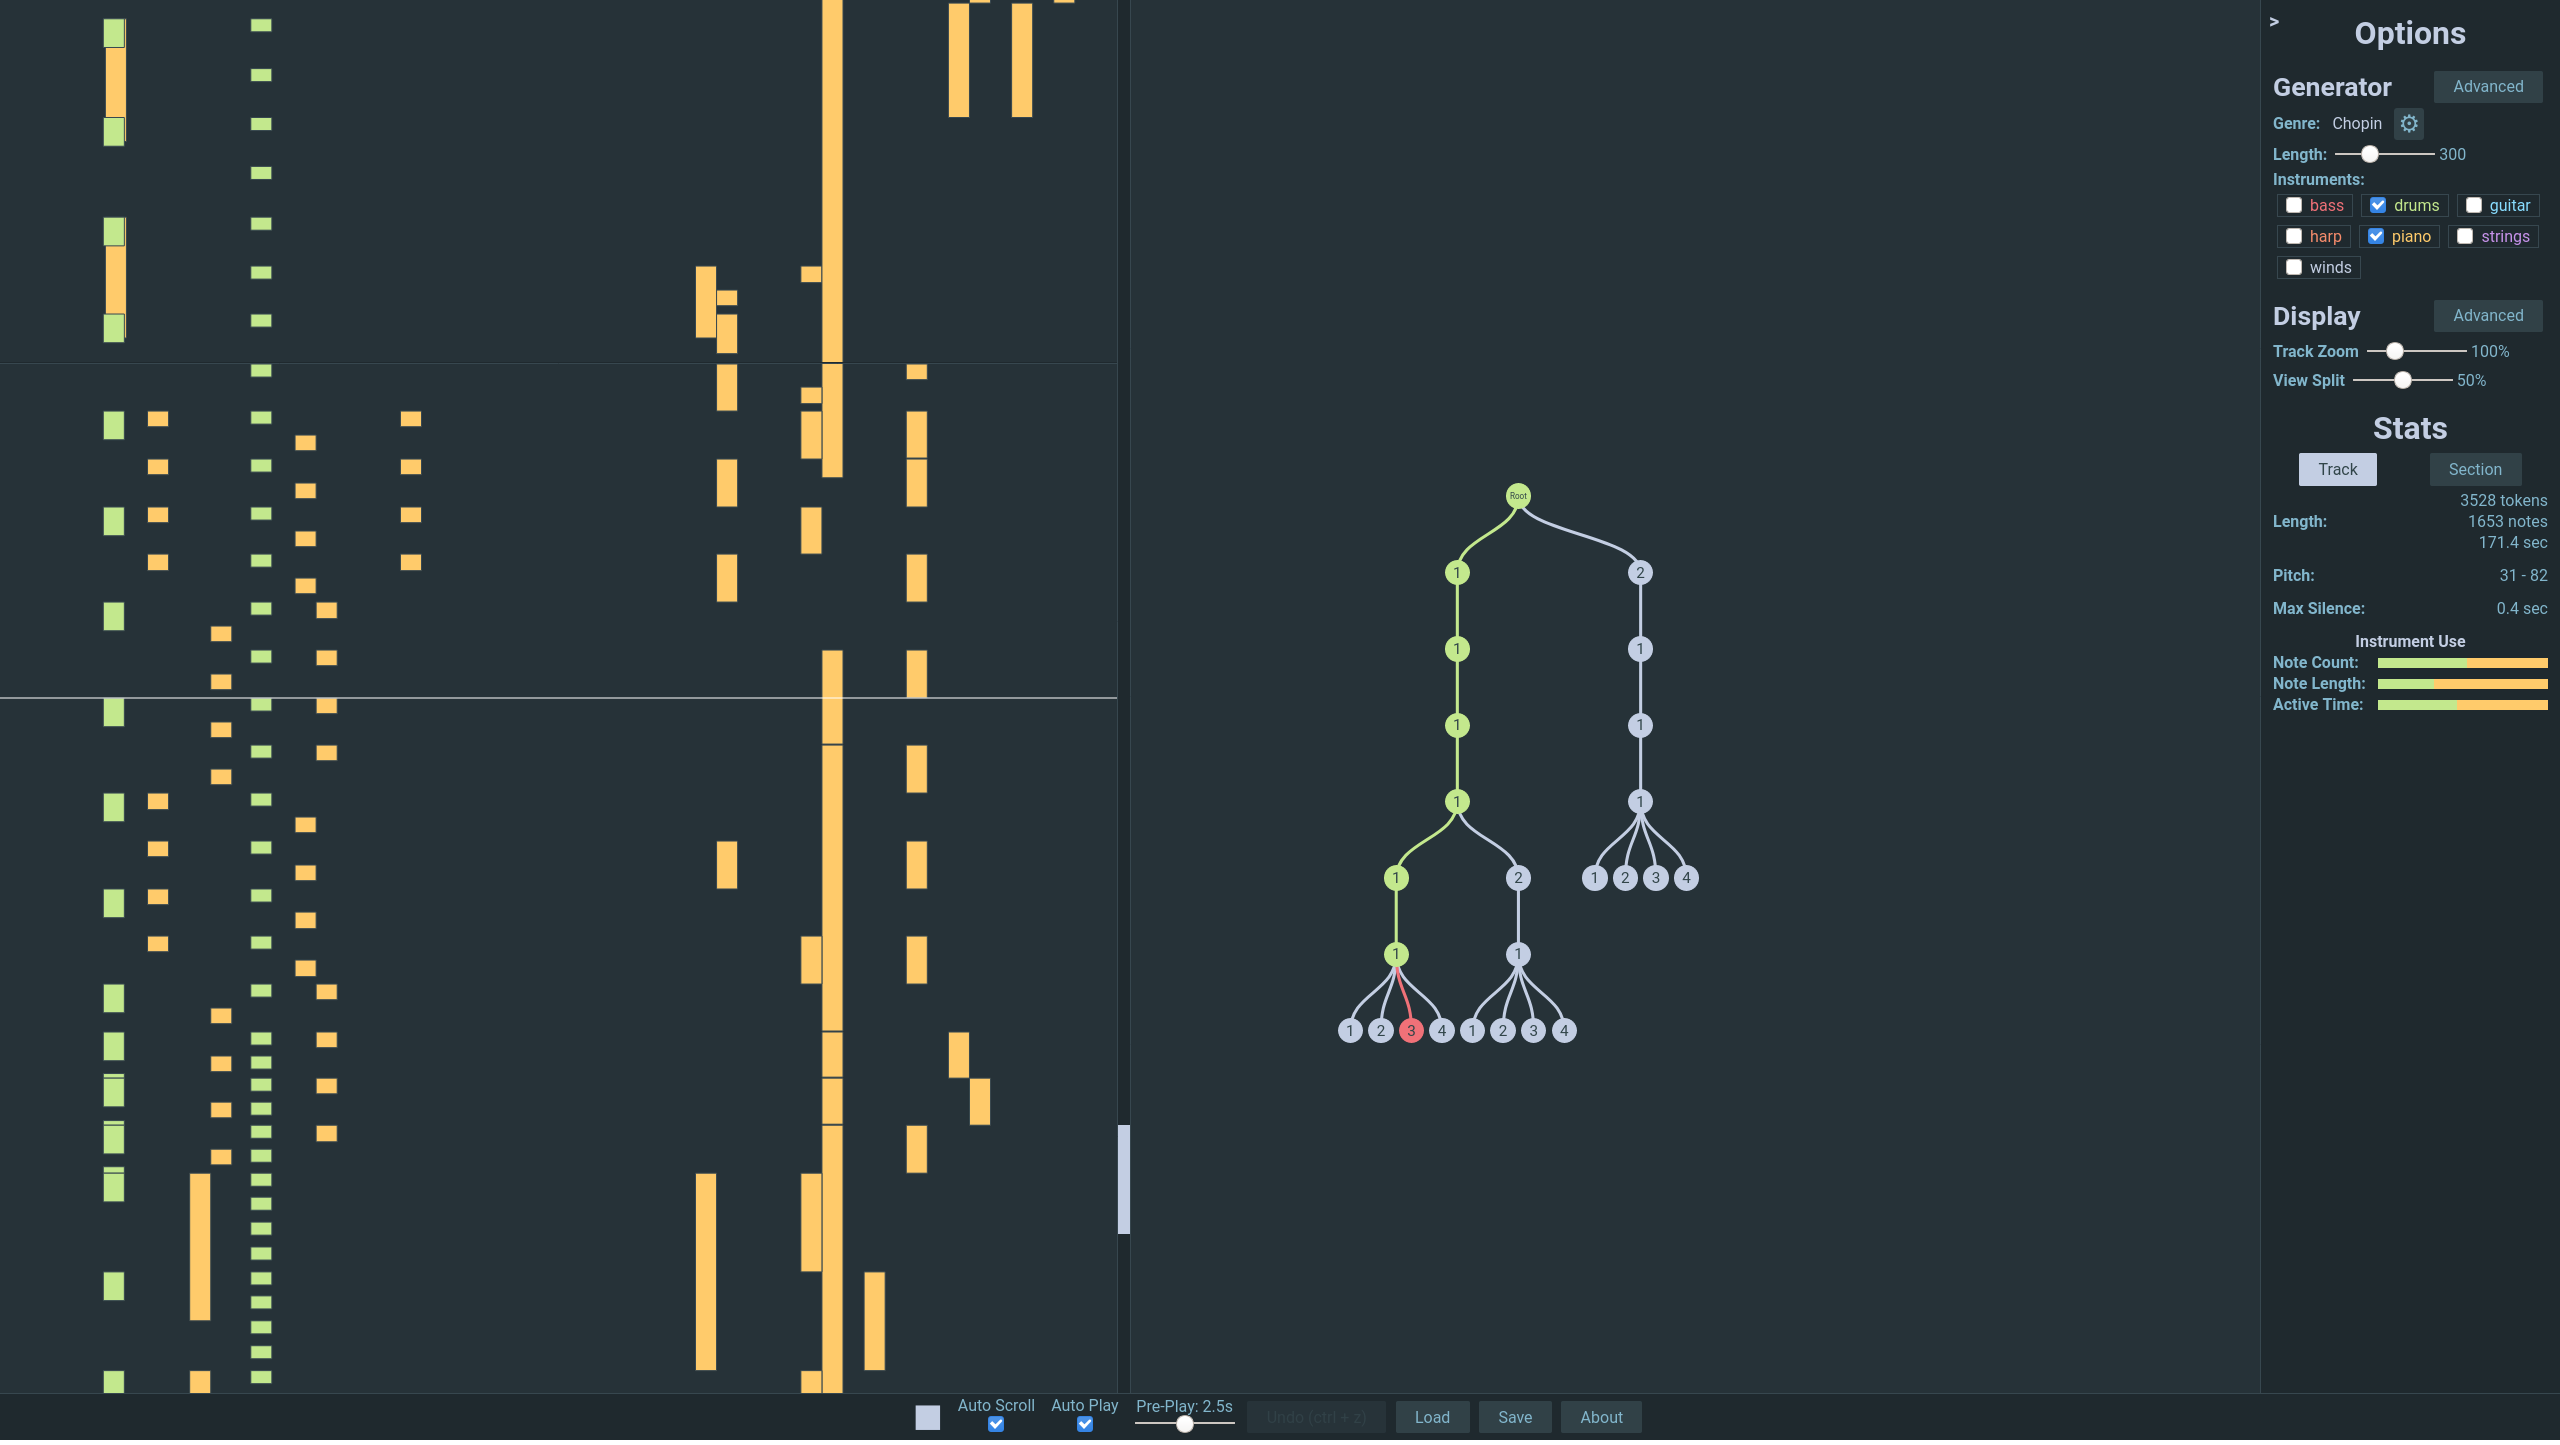 >
Options
Generator
Advanced
Genre: Chopin
Length: 300
Instruments:
bass drums guitar
harp piano strings
winds
Display
Advanced
Track Zoom 100%
View Split 50%
Stats
Track Section
3528 tokens
Length: 1653 notes
171.4 sec
Pitch: 31 - 82
Max Silence: 0.4 sec
Instrument Use
Note Count:
Note Length:
Active Time:
Root
1 2
1 1
1 1
1 1
1 2 1 2 3 4
1 1
1 2 3 4 1 2 3 4
Auto Scroll Auto Play Pre-Play: 2.5s Undo (ctrl + z) Load Save About